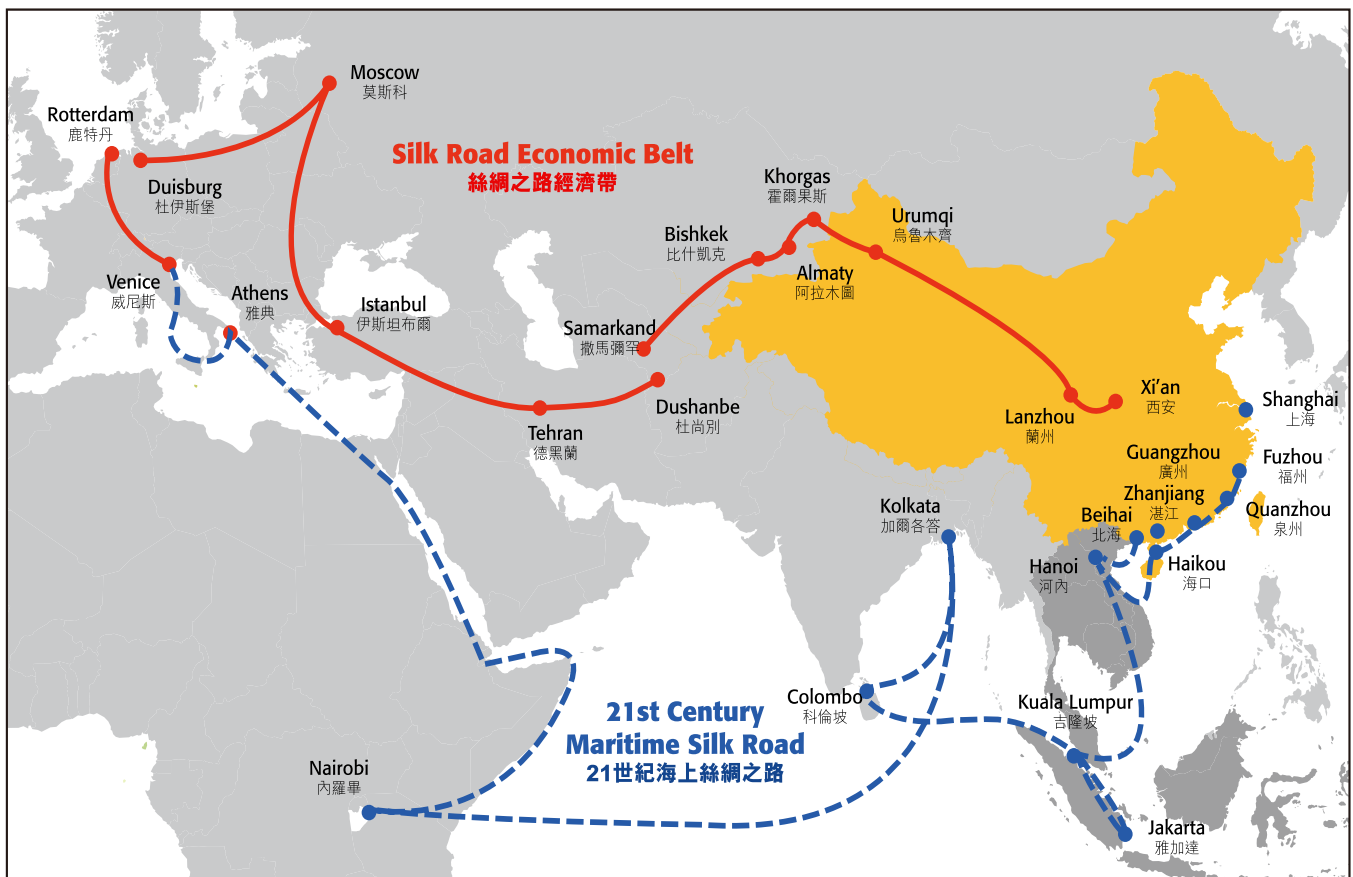 Moscow
莫斯科
Rotterdam
鹿特丹
Silk Road Economic Belt
絲綢之路經濟帶
Duisburg
杜伊斯堡
Khorgas
霍爾果斯
Urumqi
烏魯木齊
Bishkek
比什凱克
Almaty
阿拉木圖
Venice
威尼斯
Athens
雅典
Istanbul
伊斯坦布爾
Samarkand
撒馬彌罕
Dushanbe
杜尚別
Tehran
德黑蘭
Xi’an
西安
Lanzhou
蘭州
Shanghai
上海
Guangzhou
廣州
Fuzhou
福州
Zhanjiang
湛江
Quanzhou
泉州
Beihai
北海
Kolkata
加爾各答
Hanoi
河內
Haikou
海口
Colombo
科倫坡
Kuala Lumpur
吉隆坡
21st Century
Maritime Silk Road
21世紀海上絲綢之路
Nairobi
內羅畢
Jakarta
雅加達